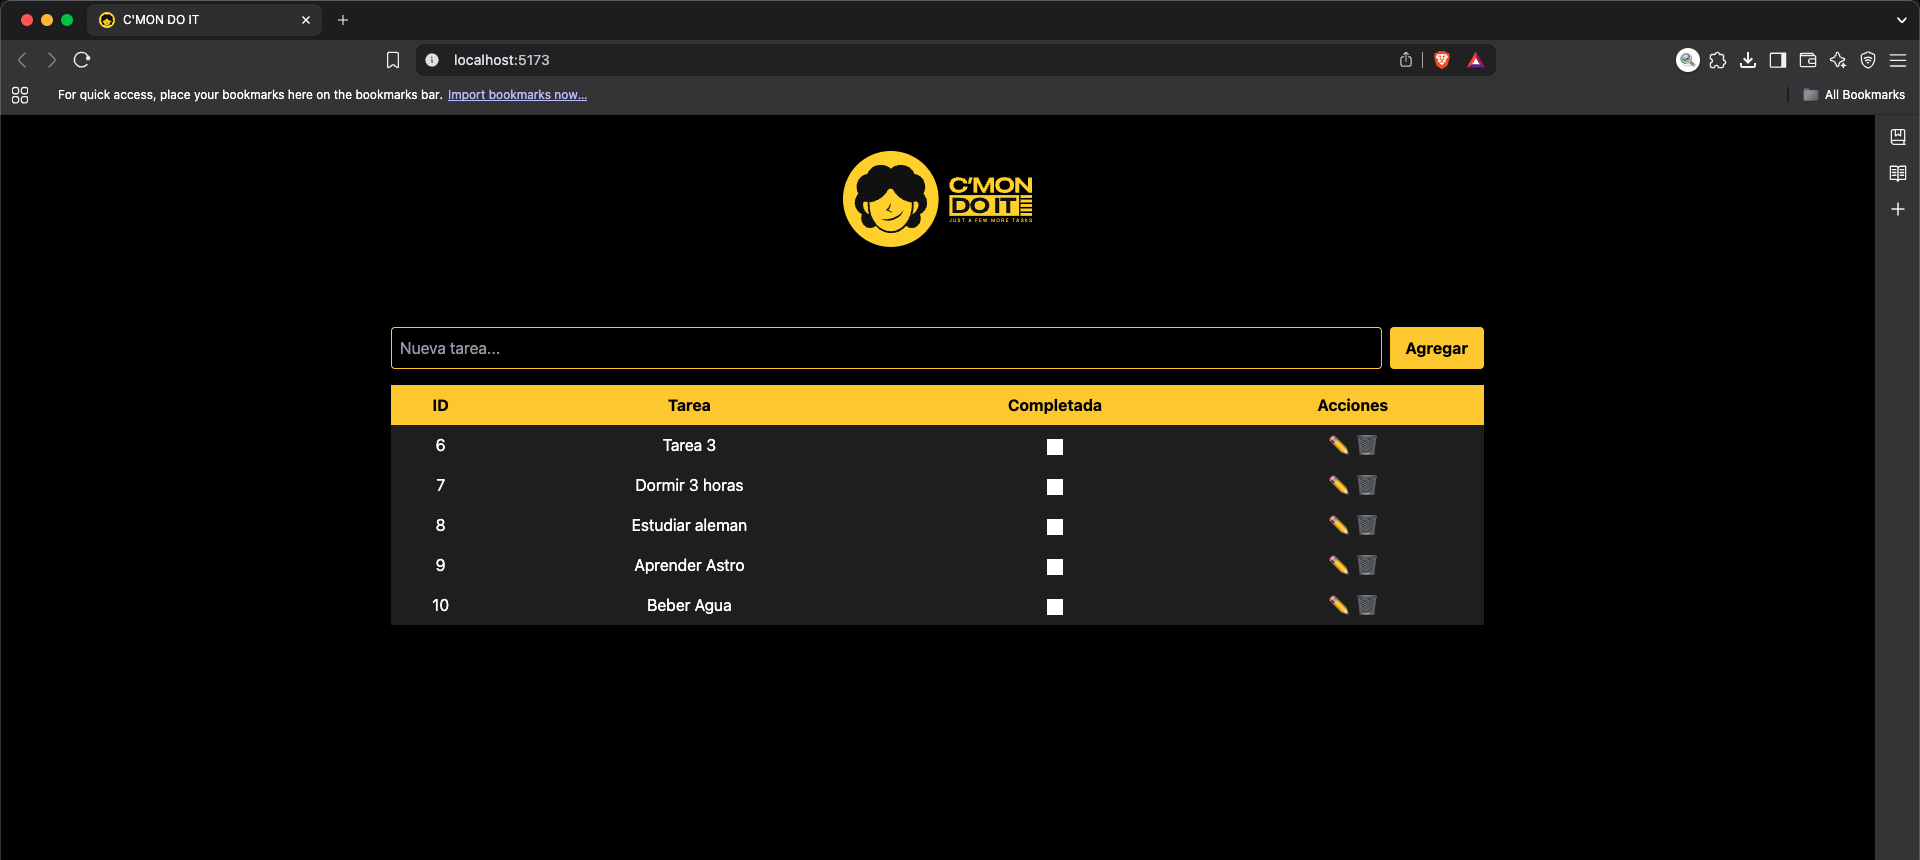 C'MON DO IT
localhost:5173
For quick access, place your bookmarks here on the bookmarks bar. Import bookmarks now...
All Bookmarks
C'MON
DO IT
JUST A FEW MORE TASKS
Nueva tarea...
Agregar
ID Tarea Completada Acciones
6 Tarea 3
7 Dormir 3 horas
8 Estudiar aleman
9 Aprender Astro
10 Beber Agua